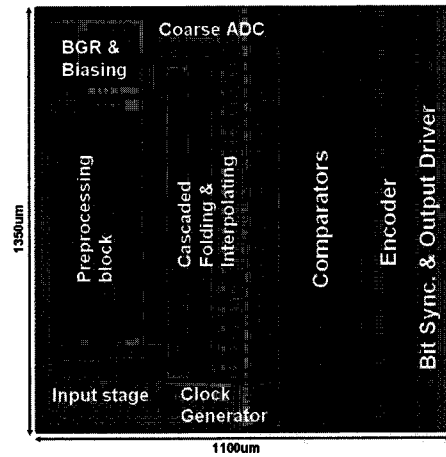 BGR &
Biasing
Coarse ADC
Preprocessing
block
Cascaded
Folding &
Interpolating
Comparators
Encoder
Bit Sync. & Output Driver
Input stage
Clock
Generator
1350um
1100um